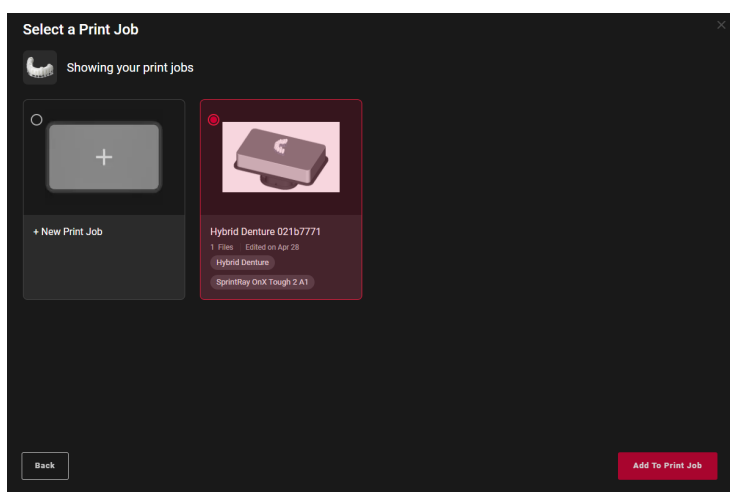 Select a Print Job
Showing your print jobs
+ New Print Job
Hybrid Denture 021b7771
1 Files Edited on Apr 28
Hybrid Denture
SprintRay OnX Tough 2 A1
Back
Add To Print Job